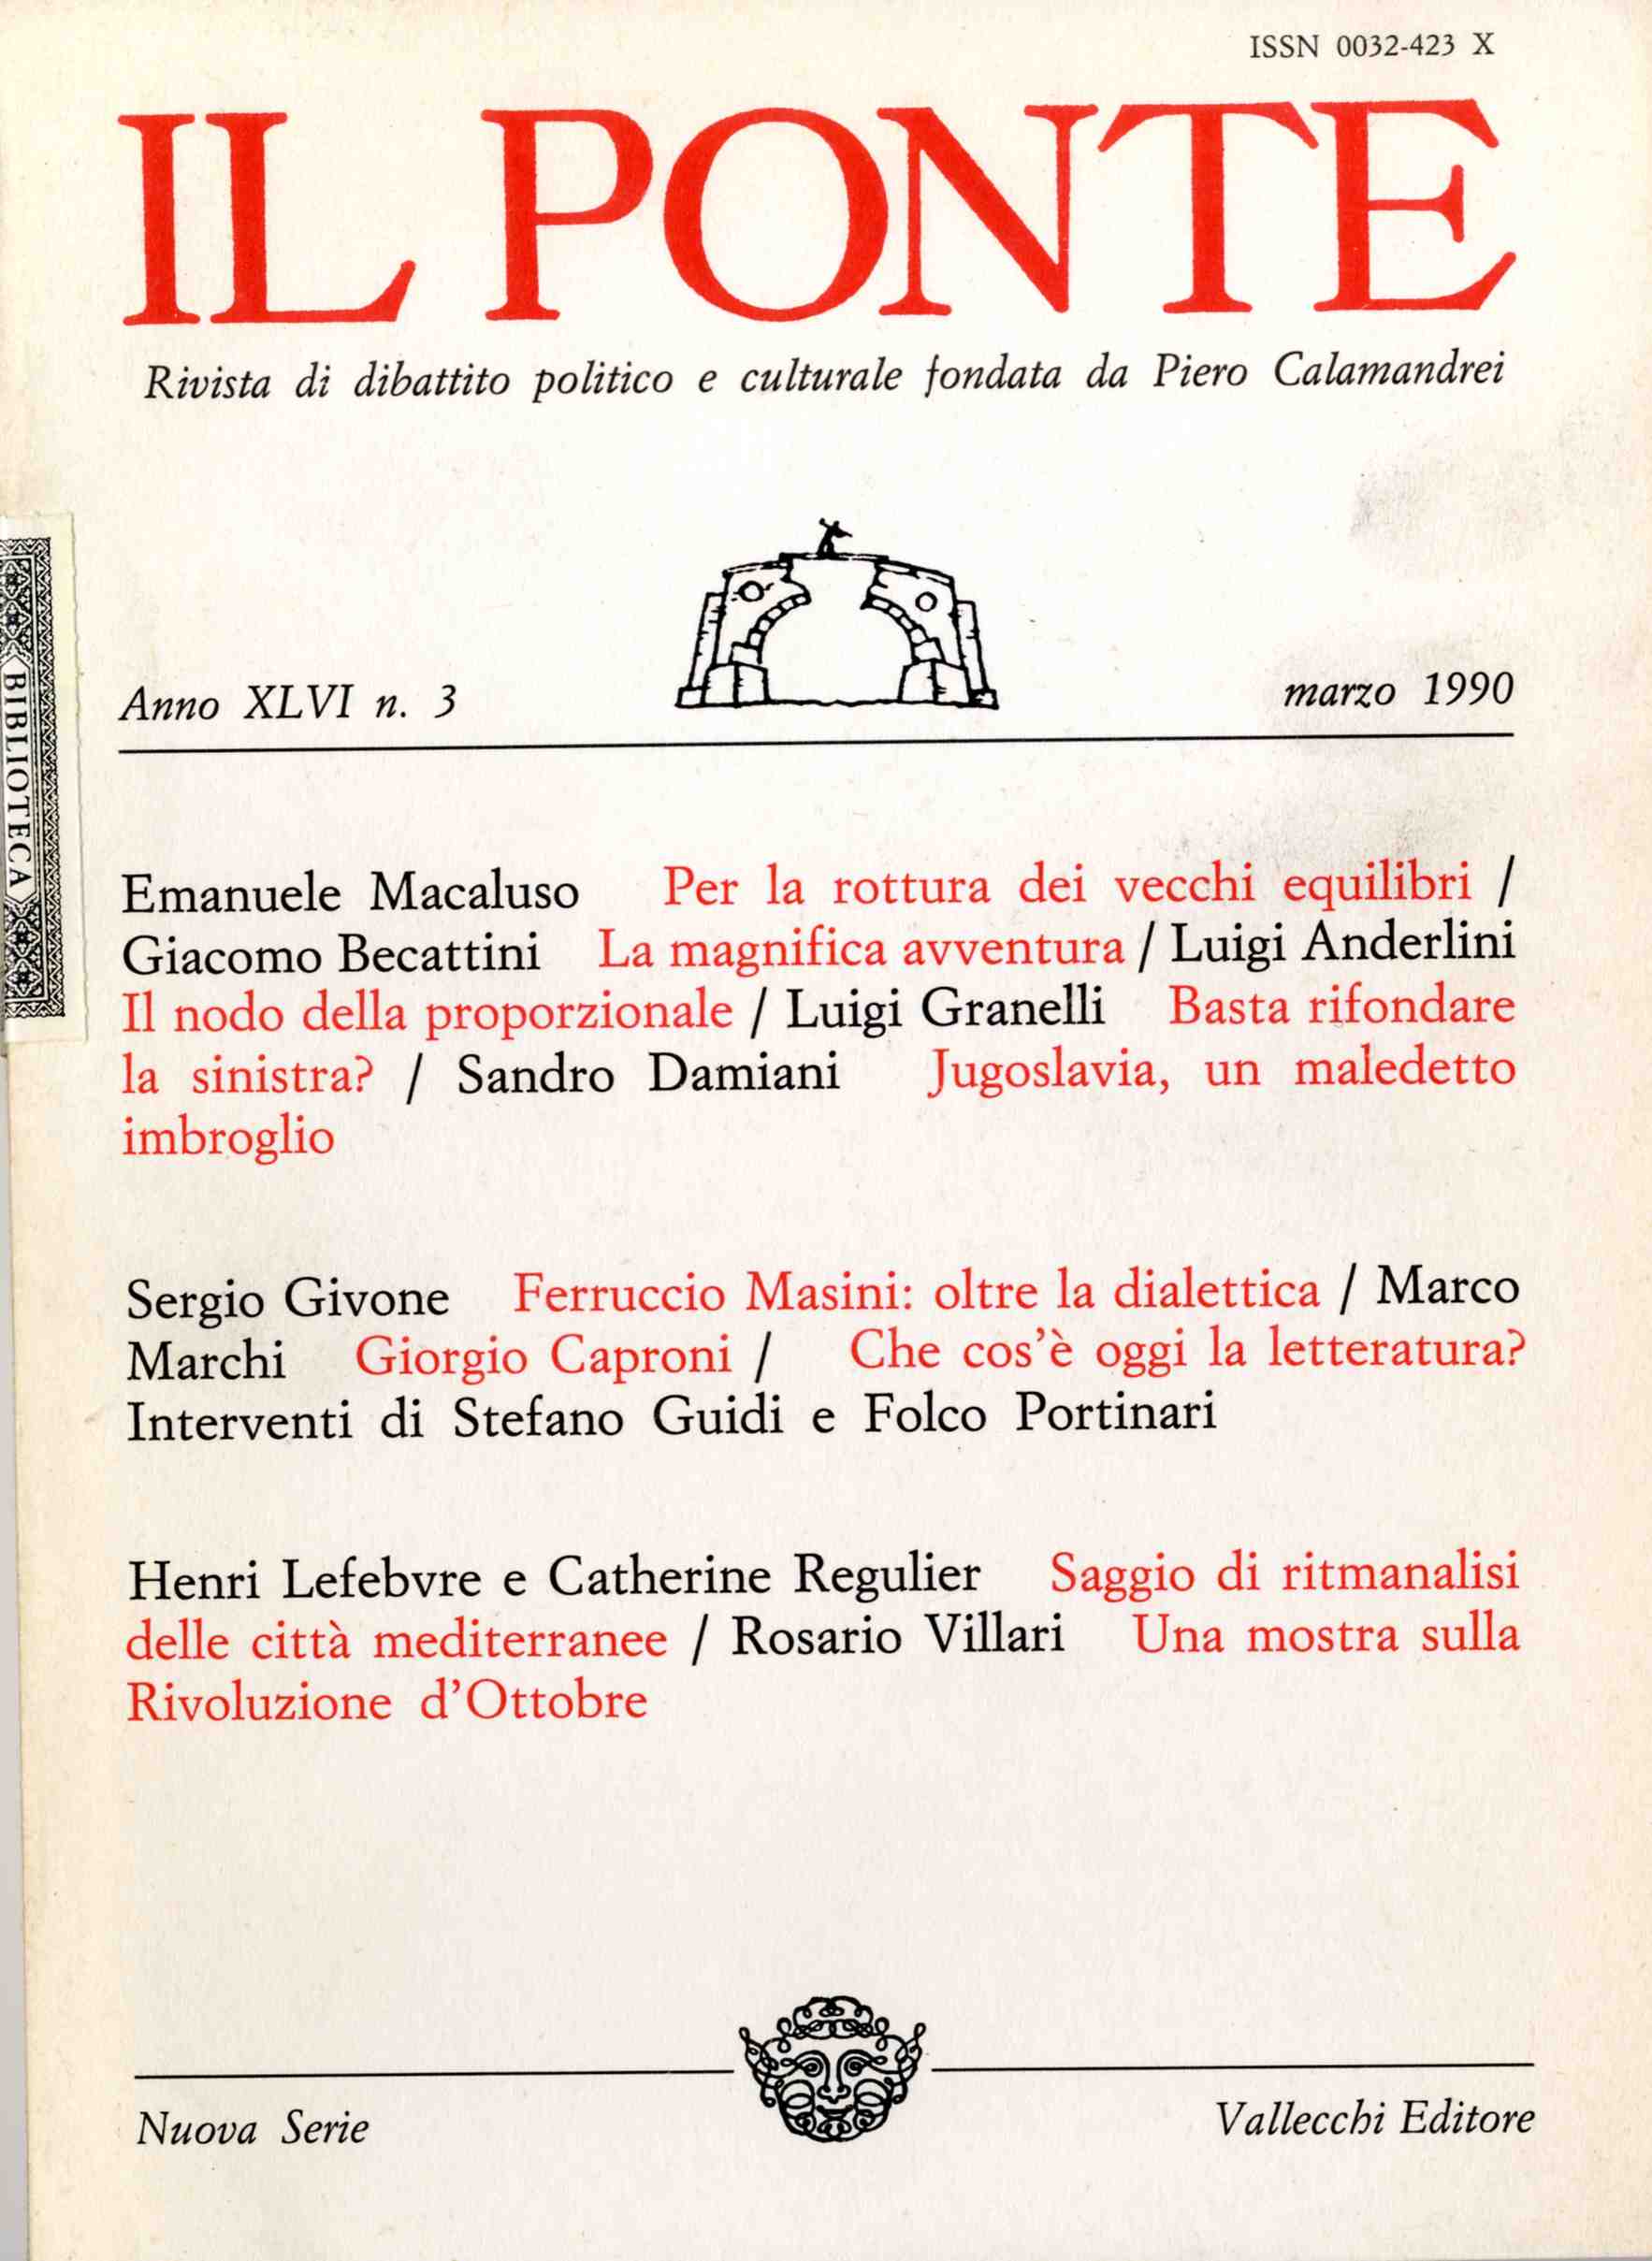 ISSN 0032-423 X
IL PONTE
Rivista di dibattito politico e culturale fondata da Piero Calamandrei
Anno XLVI n. 3
marzo 1990
BIBLIOTECA
Emanuele Macaluso Per la rottura dei vecchi equilibri /
Giacomo Becattini La magnifica avventura / Luigi Anderlini
Il nodo della proporzionale / Luigi Granelli Basta rifondare
la sinistra? / Sandro Damiani Jugoslavia, un maledetto
imbroglio
Sergio Givone Ferruccio Masini: oltre la dialettica / Marco
Marchi Giorgio Caproni / Che cos'è oggi la letteratura?
Interventi di Stefano Guidi e Folco Portinari
Henri Lefebvre e Catherine Regulier Saggio di ritmanalisi
delle città mediterranee / Rosario Villari Una mostra sulla
Rivoluzione d'Ottobre
Nuova Serie
Vallecchi Editore